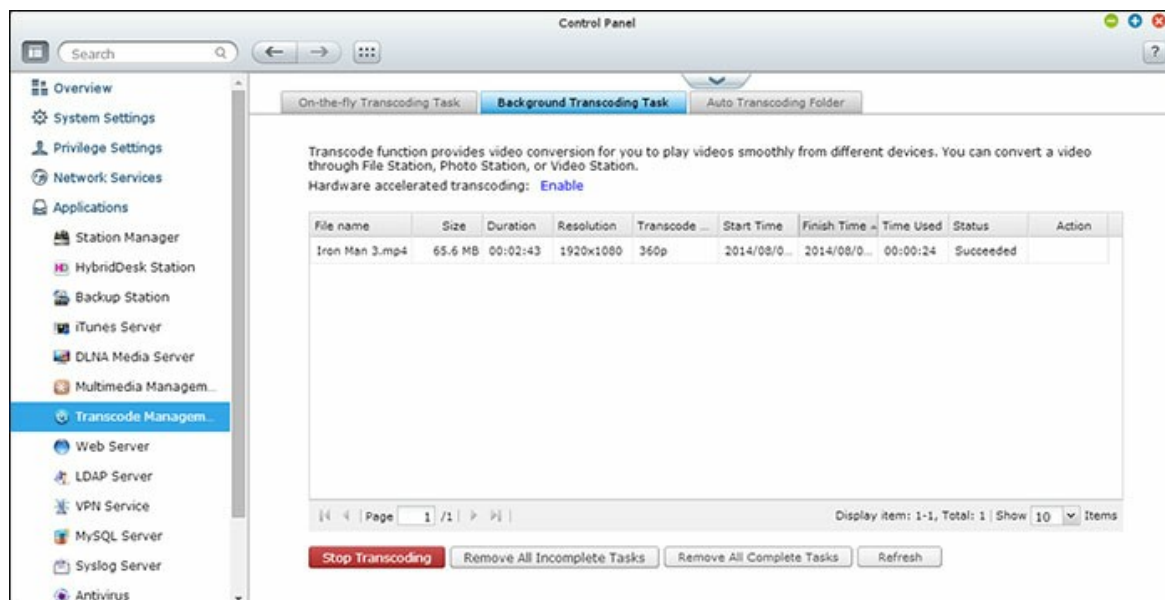 Control Panel
Search
?
Overview
System Settings
Privilege Settings
Network Services
Applications
Station Manager
HD HybridDesk Station
Backup Station
iTunes Server
DLNA Media Server
Multimedia Managem...
Transcode Managem...
Web Server
LDAP Server
VPN Service
MySQL Server
Syslog Server
Antivirus
On-the-fly Transcoding Task Background Transcoding Task Auto Transcoding Folder
Transcode function provides video conversion for you to play videos smoothly from different devices. You can convert a video
through File Station, Photo Station, or Video Station.
Hardware accelerated transcoding: Enable
File name Size Duration Resolution Transcode ... Start Time Finish Time Time Used Status Action
Iron Man 3.mp4 65.6 MB 00:02:43 1920x1080 360p 2014/08/0... 2014/08/0... 00:00:24 Succeeded
Page 1 /1 Display item: 1-1, Total: 1 Show 10 Items
Stop Transcoding Remove All Incomplete Tasks Remove All Complete Tasks Refresh